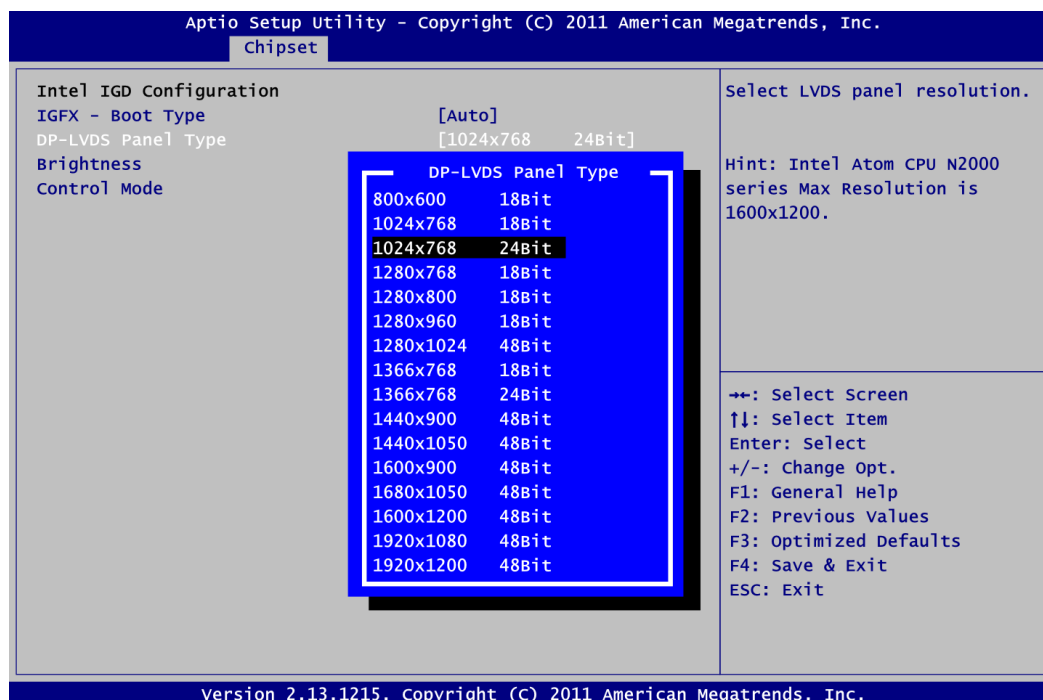 Aptio Setup Utility - Copyright (C) 2011 American Megatrends, Inc.
Chipset
Intel IGD Configuration
IGFX - Boot Type [Auto]
DP-LVDS Panel Type [1024x768 24Bit]
Brightness
Control Mode
DP-LVDS Panel Type
800x600 18Bit
1024x768 18Bit
1024x768 24Bit
1280x768 18Bit
1280x800 18Bit
1280x960 18Bit
1280x1024 48Bit
1366x768 18Bit
1366x768 24Bit
1440x900 48Bit
1440x1050 48Bit
1600x900 48Bit
1680x1050 48Bit
1600x1200 48Bit
1920x1080 48Bit
1920x1200 48Bit
Select LVDS panel resolution.
Hint: Intel Atom CPU N2000
series Max Resolution is
1600x1200.
→←: Select Screen
↑↓: Select Item
Enter: Select
+/-: Change Opt.
F1: General Help
F2: Previous Values
F3: Optimized Defaults
F4: Save & Exit
ESC: Exit
Version 2.13.1215. Copyright (C) 2011 American Megatrends, Inc.